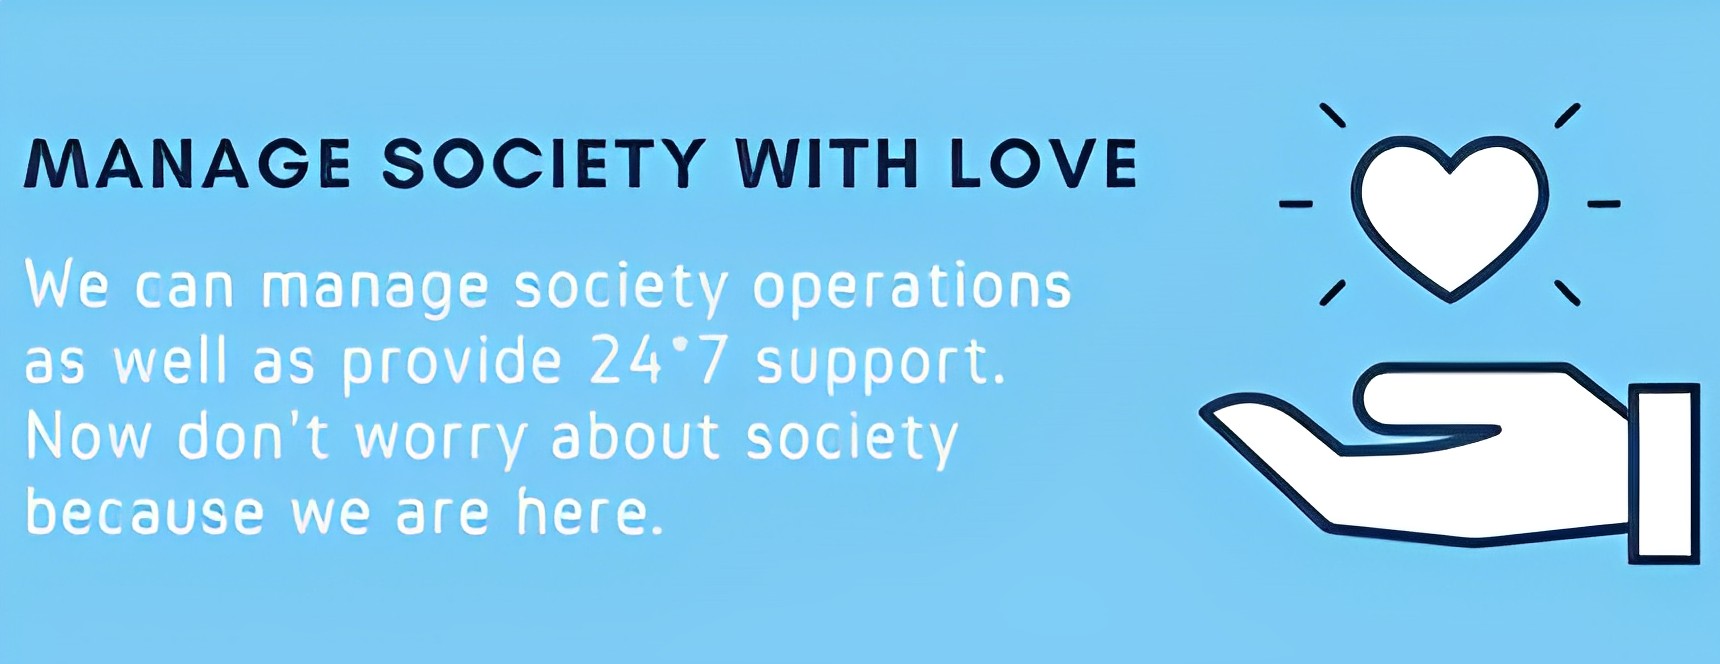 MANAGE SOCIETY WITH LOVE
We can manage society operations
as well as provide 24*7 support.
Now don't worry about society
because we are here.